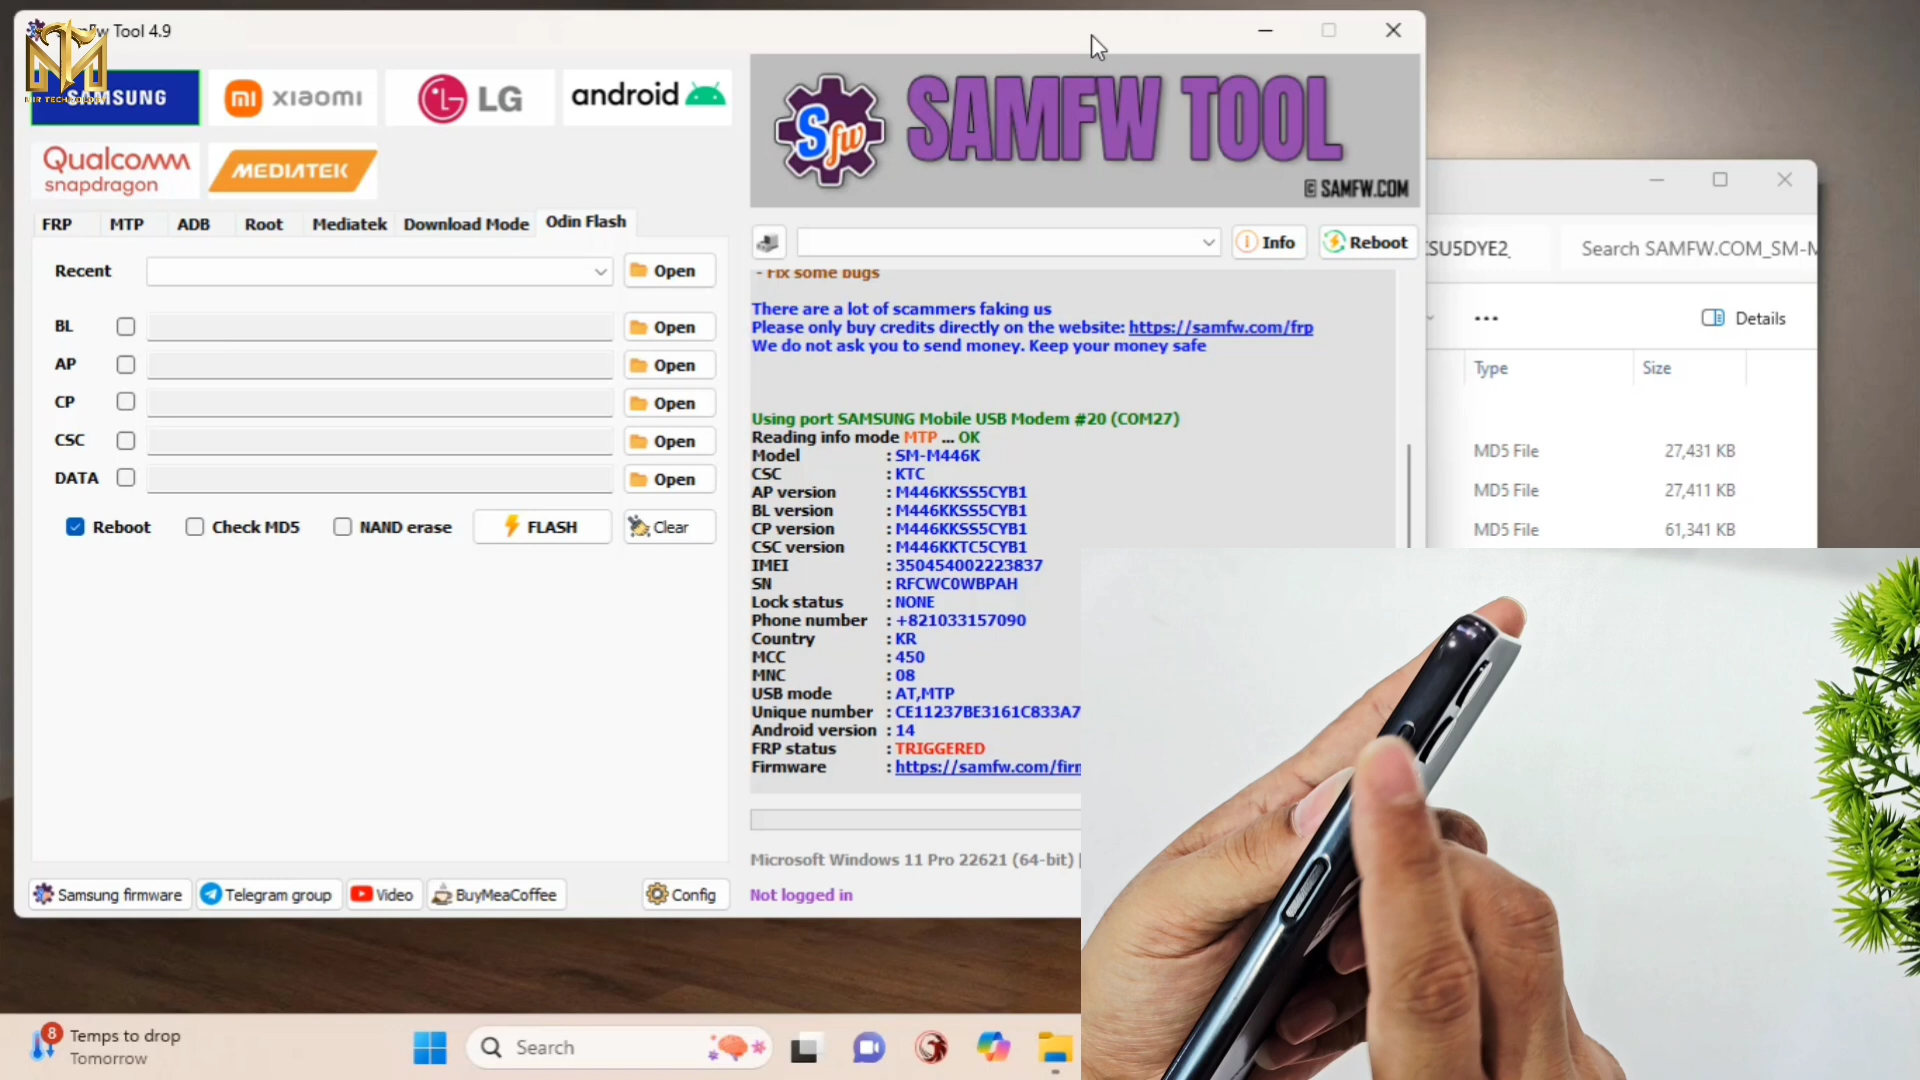 Tool 4.9
SAMSUNG
xiaomi
LG
android
Qualcomm
snapdragon
MEDIATEK
Sfw
SAMFW TOOL
© SAMFW.COM
FRP
MTP
ADB
Root
Mediatek
Download Mode
Odin Flash
Info
Reboot
Recent
Open
BL
Open
AP
Open
CP
Open
CSC
Open
DATA
Open
Reboot
Check MD5
NAND erase
FLASH
Clear
- Fix some bugs
There are a lot of scammers faking us
Please only buy credits directly on the website: https://samfw.com/frp
We do not ask you to send money. Keep your money safe
Using port SAMSUNG Mobile USB Modem #20 (COM27)
Reading info mode MTP ... OK
Model : SM-M446K
CSC : KTC
AP version : M446KKSS5CYB1
BL version : M446KKSS5CYB1
CP version : M446KKSS5CYB1
CSC version : M446KKTC5CYB1
IMEI : 350454002223837
SN : RFCWC0WBPAH
Lock status : NONE
Phone number : +821033157090
Country : KR
MCC : 450
MNC : 08
USB mode : AT,MTP
Unique number : CE11237BE3161C833A7
Android version : 14
FRP status : TRIGGERED
Firmware : https://samfw.com/firm
Microsoft Windows 11 Pro 22621 (64-bit)
Not logged in
Samsung firmware
Telegram group
Video
BuyMeaCoffee
Config
SU5DYE2_
Search SAMFW.COM_SM-M
Details
Type
Size
MD5 File 27,431 KB
MD5 File 27,411 KB
MD5 File 61,341 KB
8
Temps to drop
Tomorrow
Search